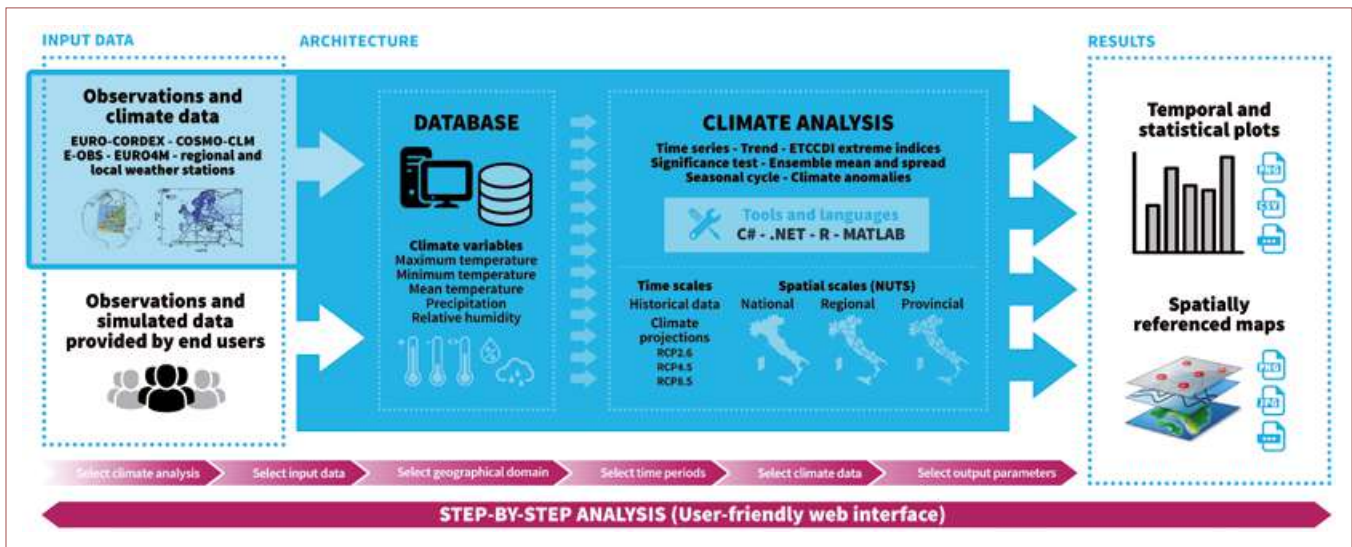 INPUT DATA
ARCHITECTURE
RESULTS
Observations and
climate data
EURO-CORDEX - COSMO-CLM
E-OBS - EURO4M - regional and
local weather stations
Observations and
simulated data
provided by end users
DATABASE
Climate variables
Maximum temperature
Minimum temperature
Mean temperature
Precipitation
Relative humidity
CLIMATE ANALYSIS
Time series - Trend - ETCCDI extreme indices
Significance test - Ensemble mean and spread
Seasonal cycle - Climate anomalies
Tools and languages
C# - .NET - R - MATLAB
Time scales
Historical data
Climate
projections
RCP2.6
RCP4.5
RCP8.5
Spatial scales (NUTS)
National
Regional
Provincial
Temporal and
statistical plots
PNG
CSV
Spatially
referenced maps
PNG
JPG
Select climate analysis
Select input data
Select geographical domain
Select time periods
Select climate data
Select output parameters
STEP-BY-STEP ANALYSIS (User-friendly web interface)